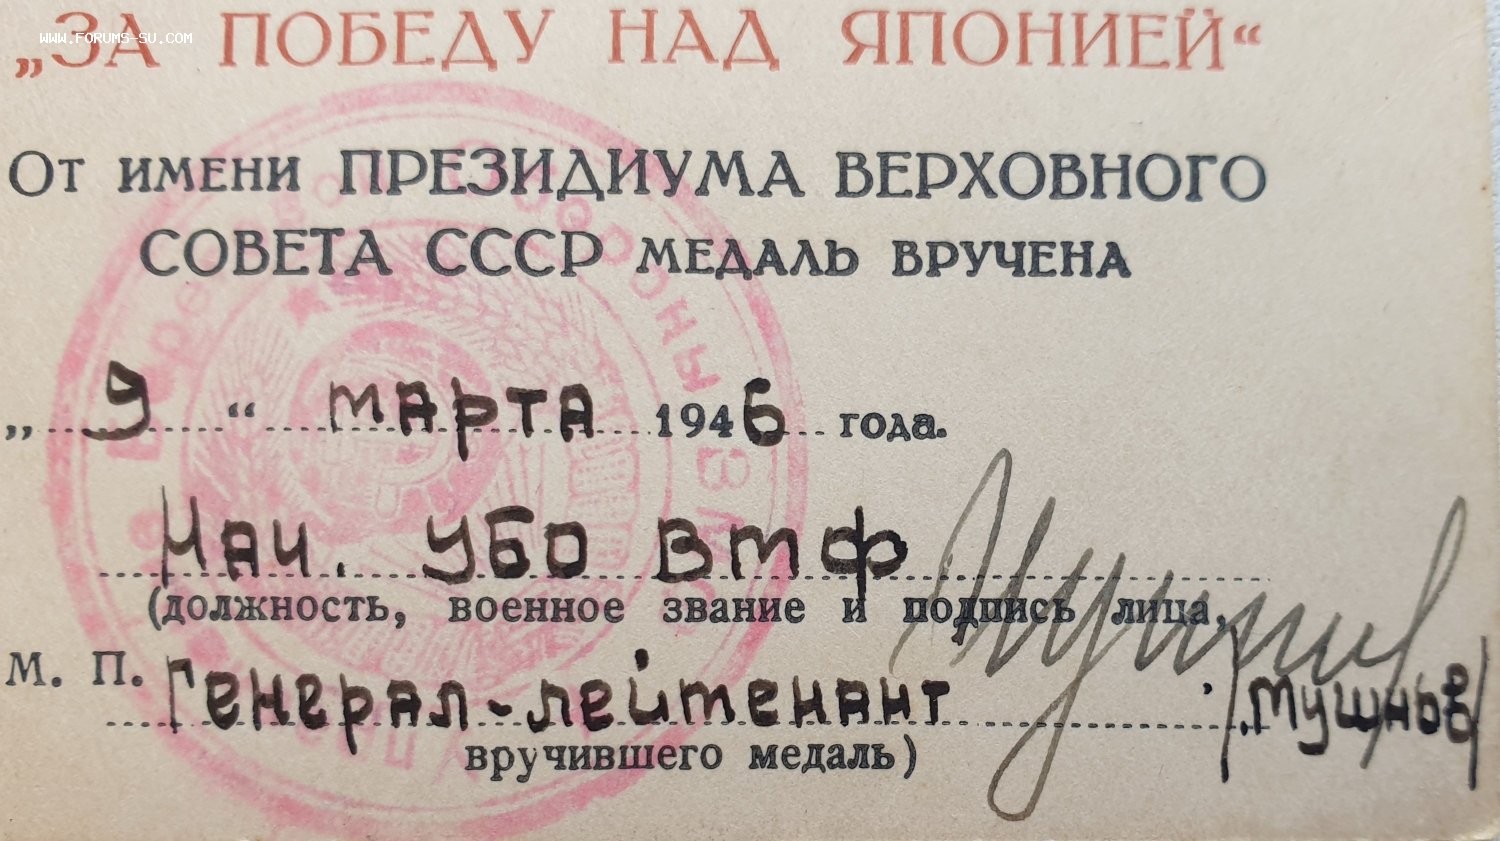 „ЗА ПОБЕДУ НАД ЯПОНИЕЙ“
WWW.FORUMS-SU.COM
От имени ПРЕЗИДИУМА ВЕРХОВНОГО
СОВЕТА СССР медаль вручена
„9“ марта 1946 года.
Нач. УБО ВТФ
(должность, военное звание и подпись лица,
М. П. Генерал-лейтенант
/Мушнов/
вручившего медаль)